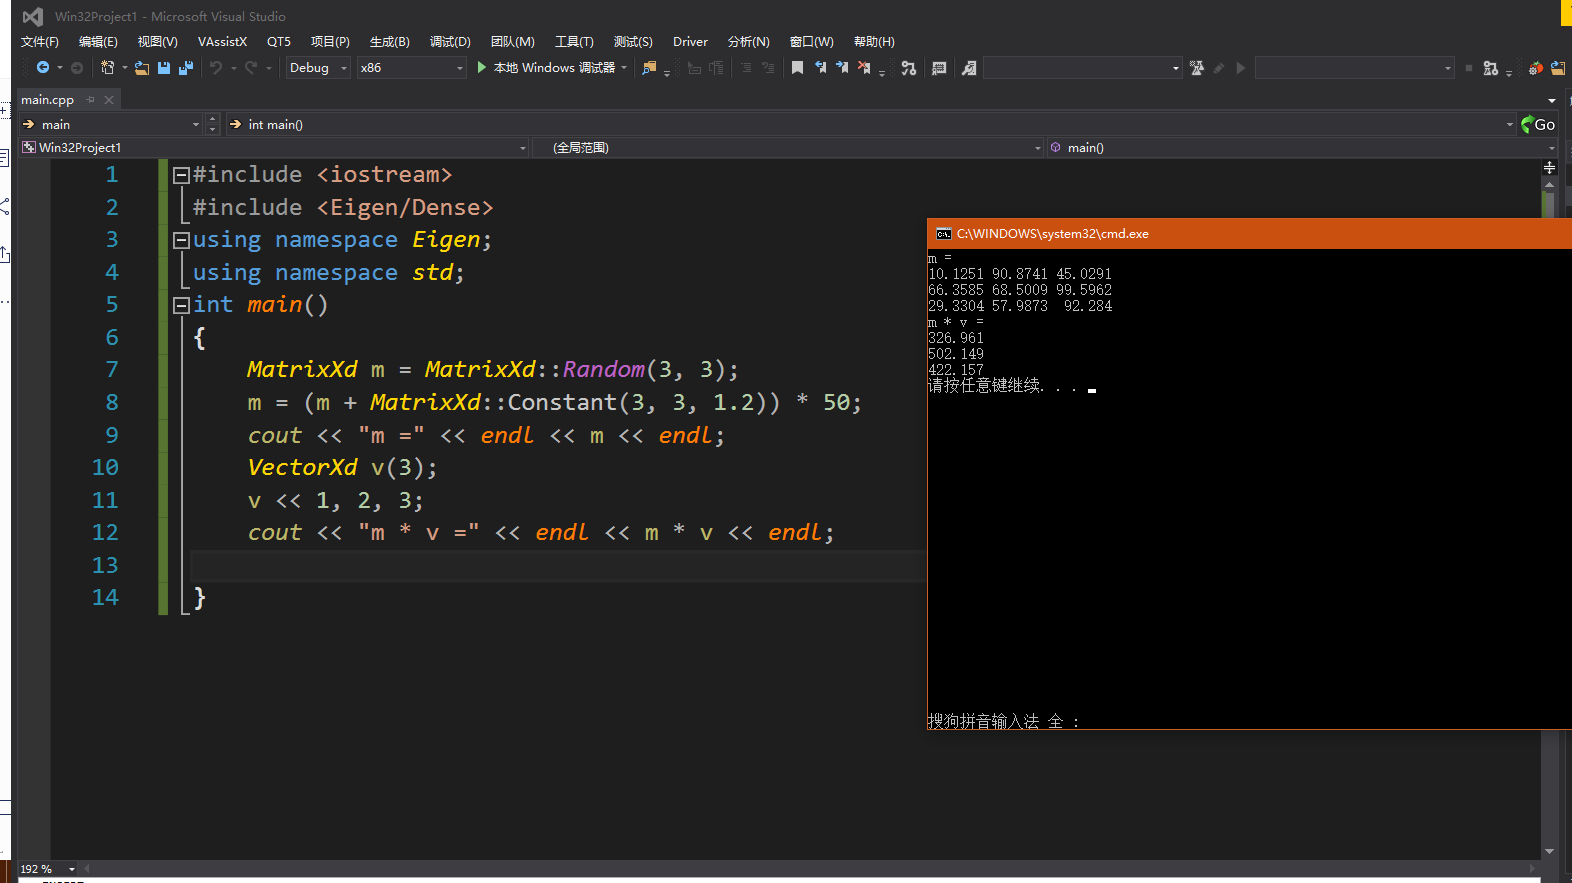 Win32Project1 - Microsoft Visual Studio
文件(F) 编辑(E) 视图(V) VAssistX QT5 项目(P) 生成(B) 调试(D) 团队(M) 工具(T) 测试(S) Driver 分析(N) 窗口(W) 帮助(H)
Debug x86 本地 Windows 调试器
main.cpp
main int main() Go
Win32Project1 (全局范围) main()
1 #include <iostream>
2 #include <Eigen/Dense>
3 using namespace Eigen;
4 using namespace std;
5 int main()
6 {
7 MatrixXd m = MatrixXd::Random(3, 3);
8 m = (m + MatrixXd::Constant(3, 3, 1.2)) * 50;
9 cout << "m =" << endl << m << endl;
10 VectorXd v(3);
11 v << 1, 2, 3;
12 cout << "m * v =" << endl << m * v << endl;
13
14 }
C:\WINDOWS\system32\cmd.exe
m =
10.1251 90.8741 45.0291
66.3585 68.5009 99.5962
29.3304 57.9873 92.284
m * v =
326.961
502.149
422.157
请按任意键继续. . .
搜狗拼音输入法 全 :
192 %